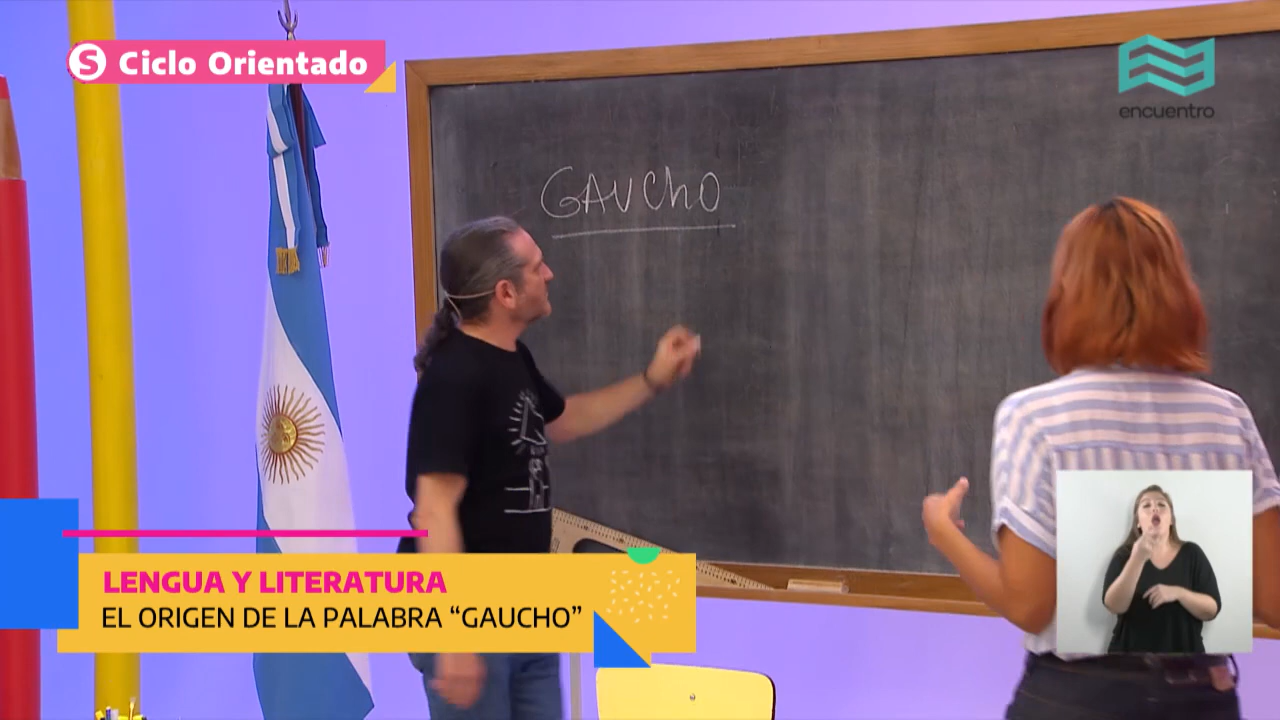 S Ciclo Orientado
encuentro
GAUChO
LENGUA Y LITERATURA
EL ORIGEN DE LA PALABRA “GAUCHO”